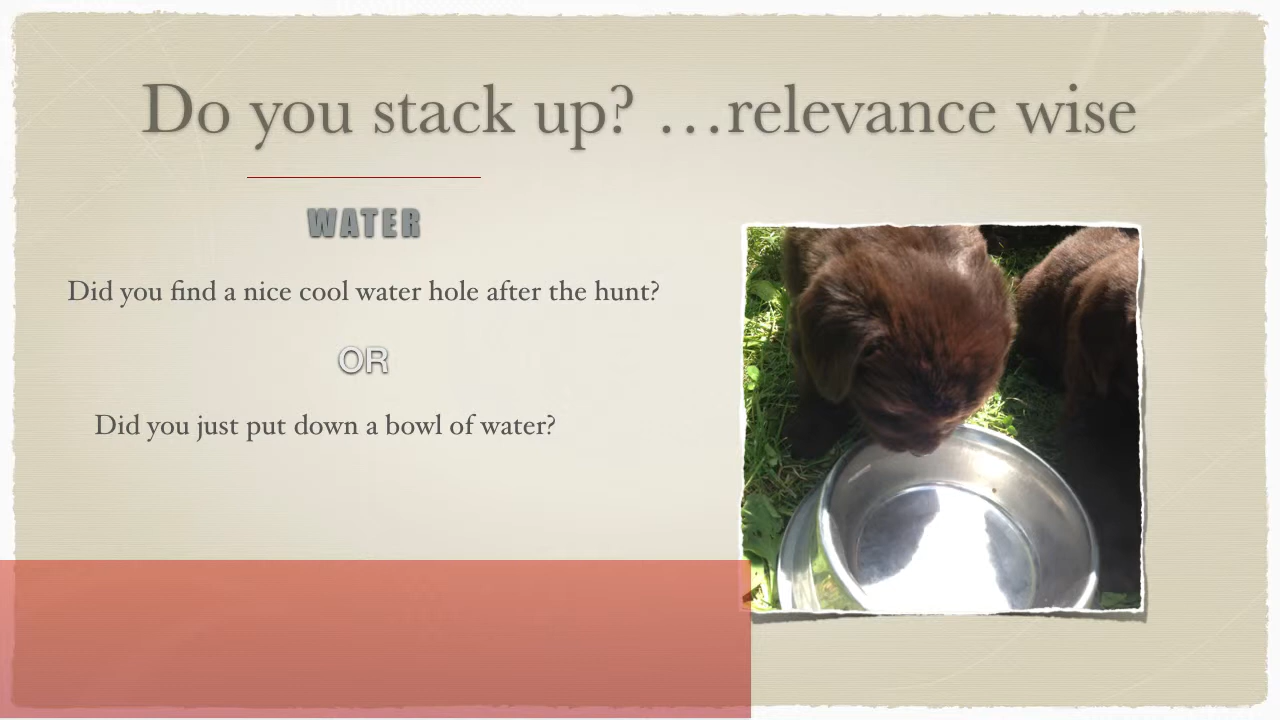 Do you stack up? …relevance wise
WATER
Did you find a nice cool water hole after the hunt?
OR
Did you just put down a bowl of water?